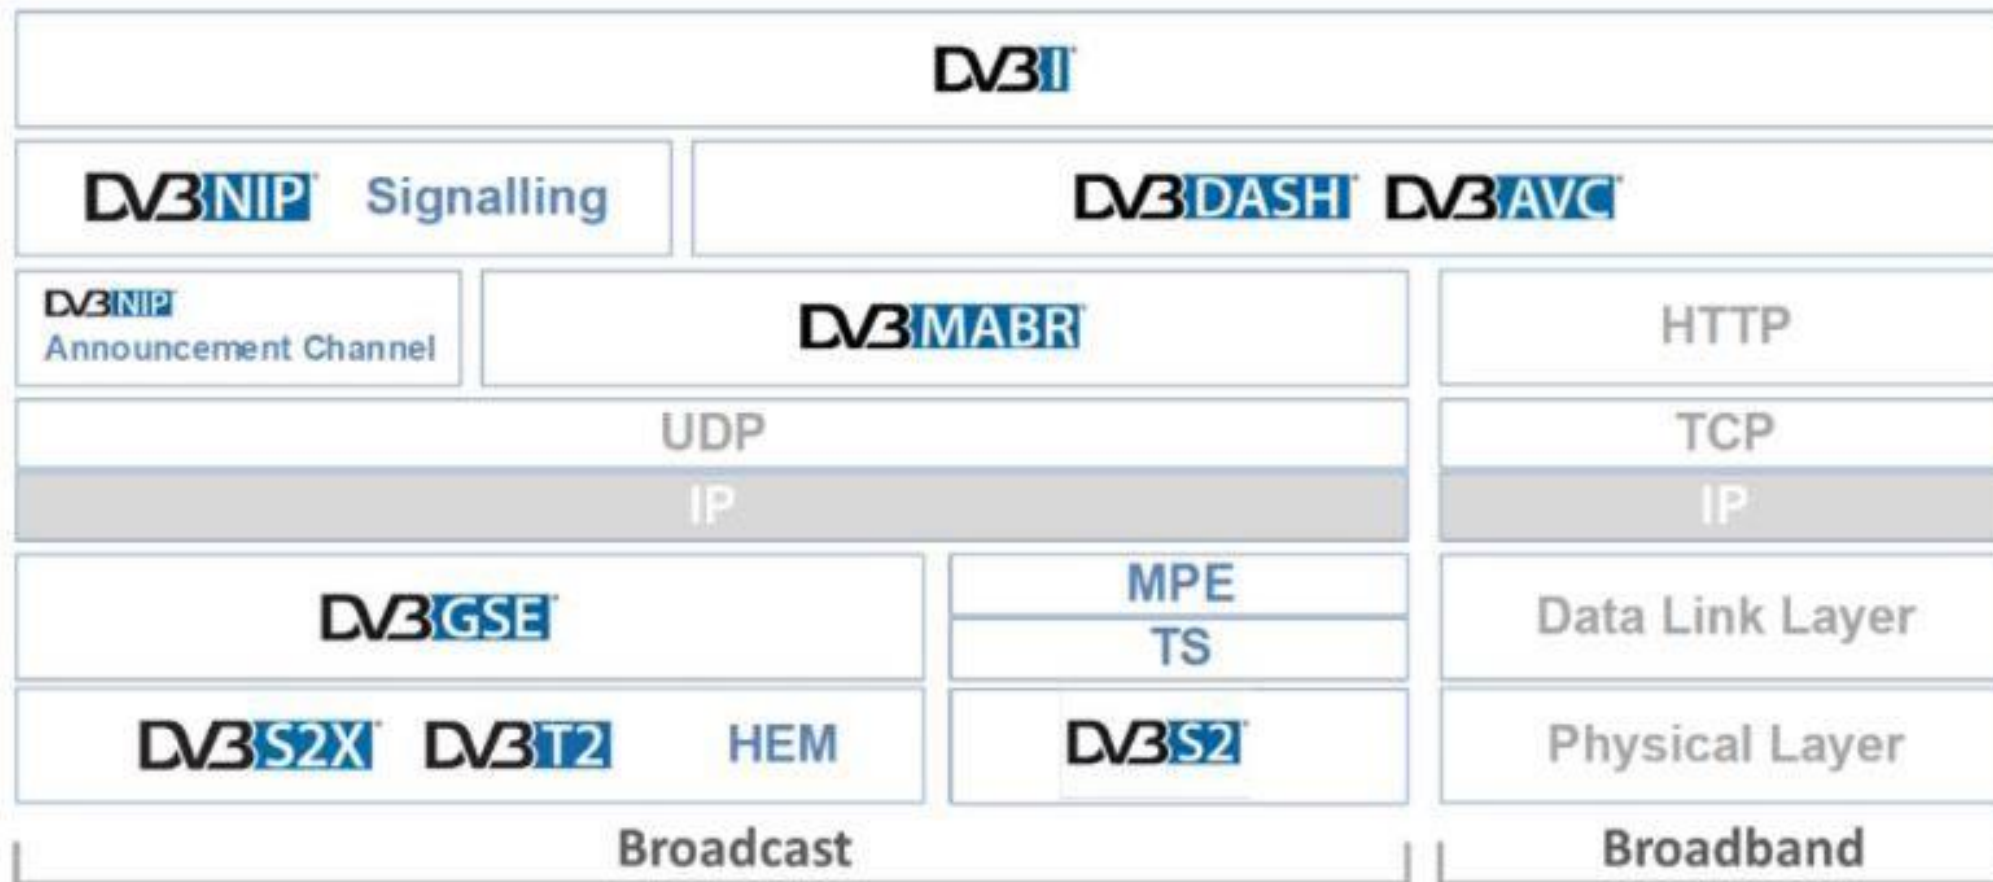 DVB I
DVB NIP Signalling
DVB DASH DVB AVC
DVB NIP
Announcement Channel
DVB MABR
HTTP
UDP
TCP
IP
IP
DVB GSE
MPE
TS
Data Link Layer
DVB S2X DVB T2 HEM
DVB S2
Physical Layer
Broadcast
Broadband